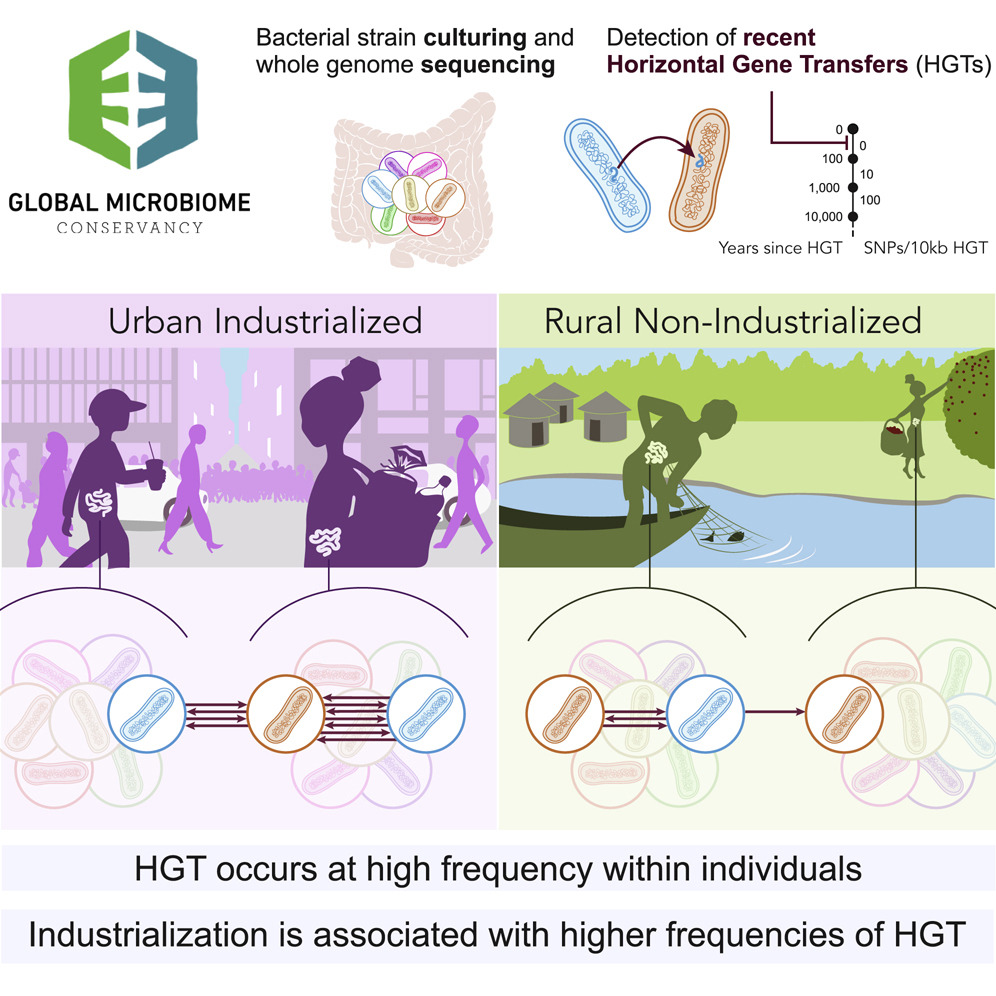 GLOBAL MICROBIOME
CONSERVANCY
Bacterial strain culturing and
whole genome sequencing
Detection of recent
Horizontal Gene Transfers (HGTs)
0
0
100
10
1,000
100
10,000
Years since HGT
SNPs/10kb HGT
Urban Industrialized
Rural Non-Industrialized
HGT occurs at high frequency within individuals
Industrialization is associated with higher frequencies of HGT